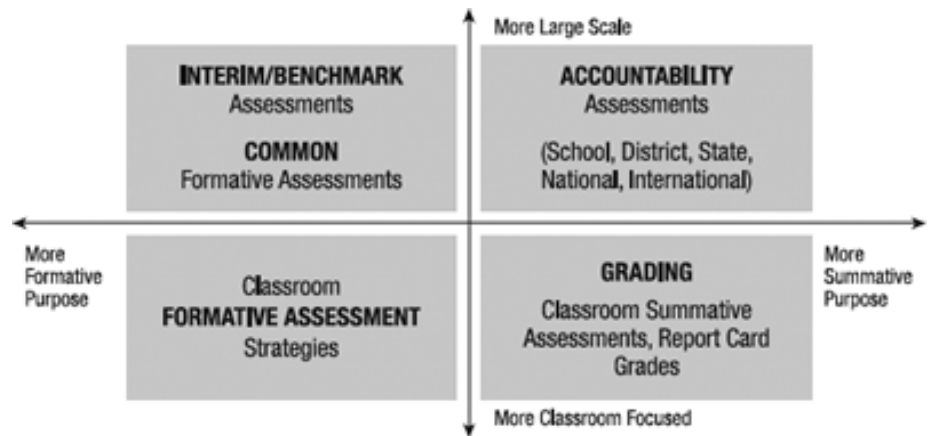 More Large Scale
INTERIM/BENCHMARK
Assessments
COMMON
Formative Assessments
ACCOUNTABILITY
Assessments
(School, District, State,
National, International)
More
Formative
Purpose
More
Summative
Purpose
Classroom
FORMATIVE ASSESSMENT
Strategies
GRADING
Classroom Summative
Assessments, Report Card
Grades
More Classroom Focused